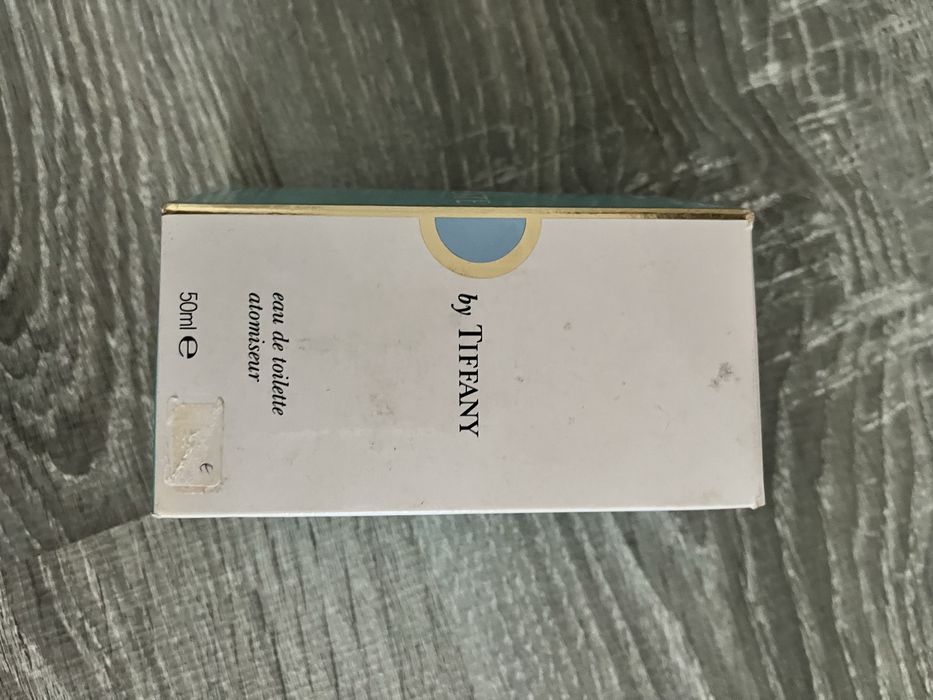 by TIFFANY
eau de toilette
atomiseur
50ml e